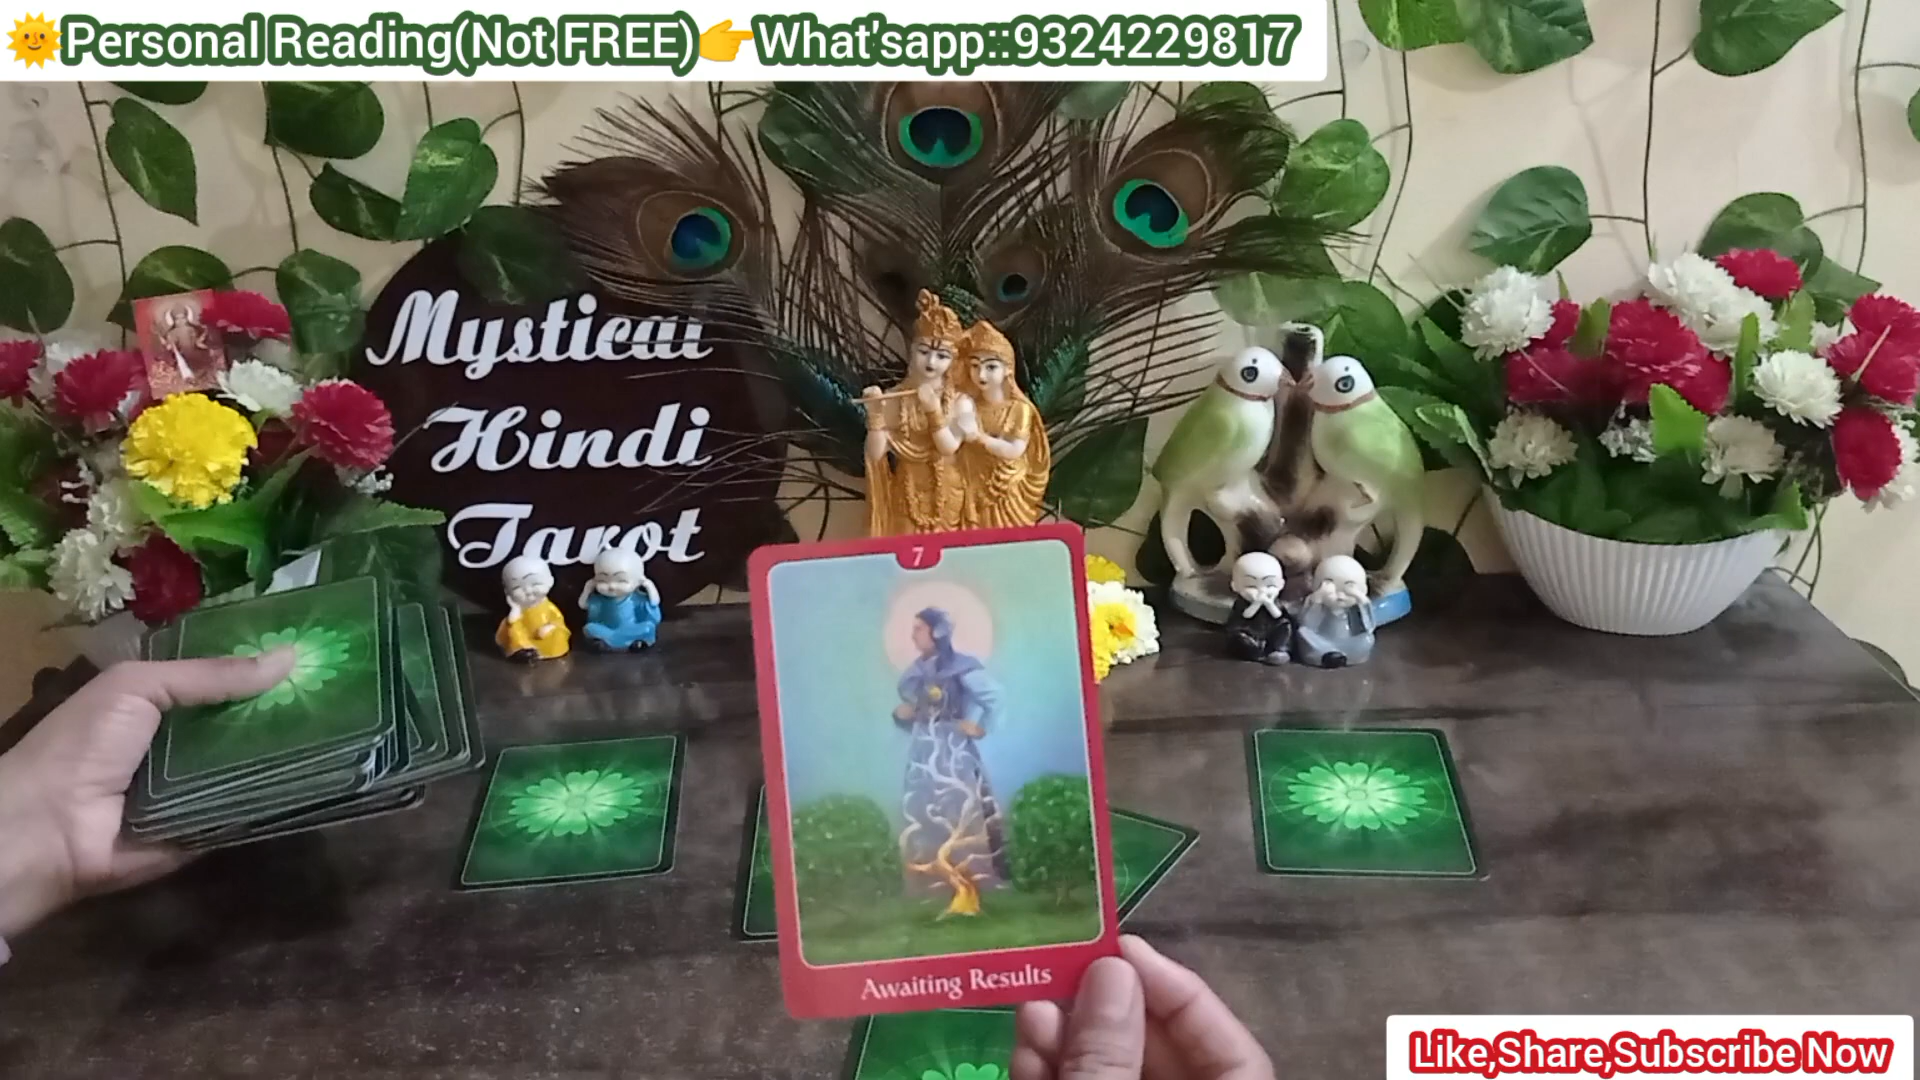 Personal Reading(Not FREE)👉What'sapp::9324229817
Mystical
Hindi
Tarot
7
Awaiting Results
Like,Share,Subscribe Now